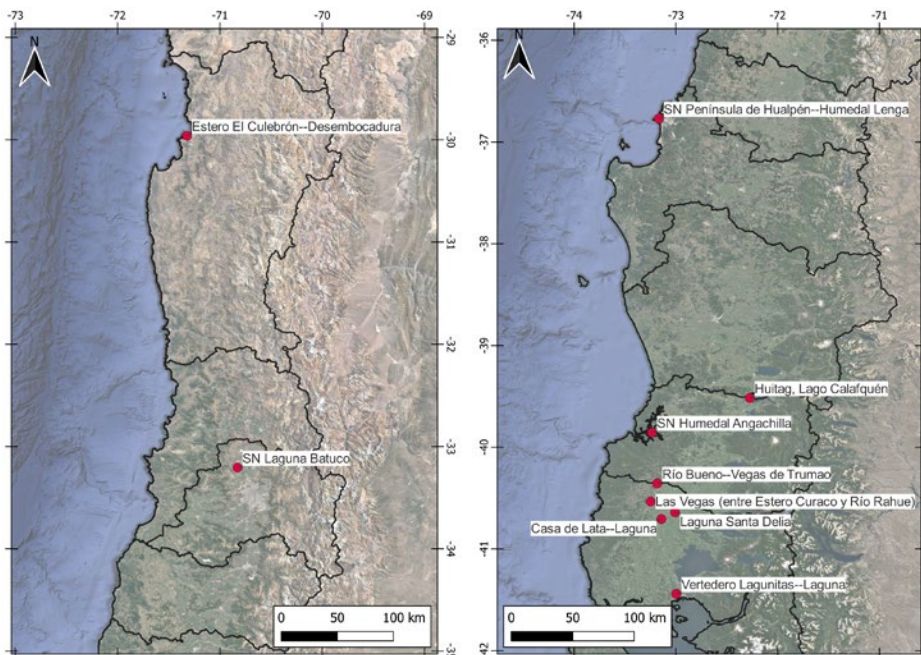 -73 -72 -71 -70 -69
N
-29
Estero El Culebrón--Desembocadura
-30
-31
-32
-33
SN Laguna Batuco
-34
-35
0 50 100 km
-74 -73 -72 -71
N
-36
SN Península de Hualpén--Humedal Lenga
-37
-38
-39
Huitag, Lago Calafquén
SN Humedal Angachilla
-40
Río Bueno--Vegas de Trumao
Las Vegas (entre Estero Curaco y Río Rahue)
Laguna Santa Delia
Casa de Lata--Laguna
-41
Vertedero Lagunitas--Laguna
-42
0 50 100 km